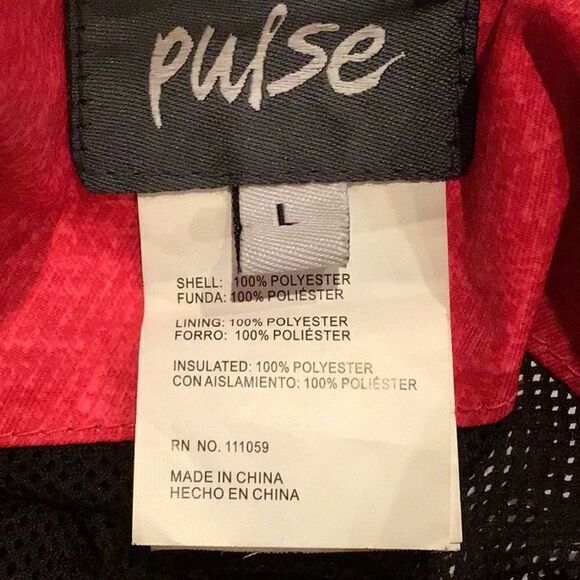 pulse
L
SHELL: 100% POLYESTER
FUNDA: 100% POLIÉSTER
LINING: 100% POLYESTER
FORRO: 100% POLIÉSTER
INSULATED: 100% POLYESTER
CON AISLAMIENTO: 100% POLIÉSTER
RN NO. 111059
MADE IN CHINA
HECHO EN CHINA